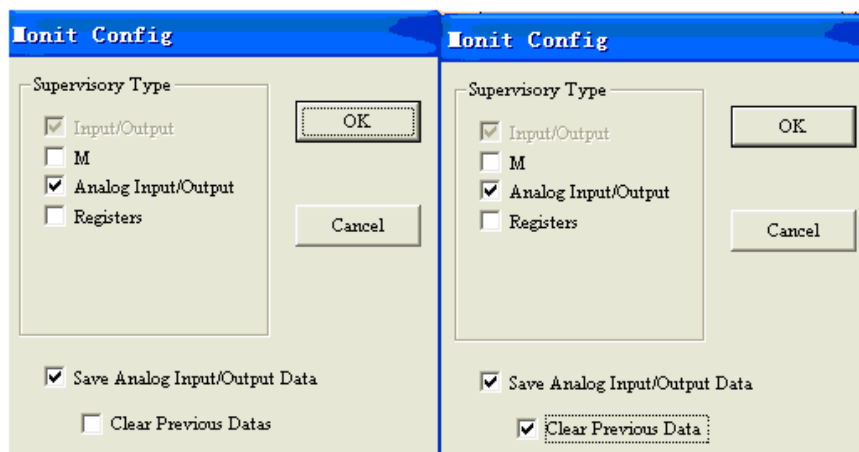 Monit Config
Supervisory Type
Input/Output
M
Analog Input/Output
Registers
OK
Cancel
Save Analog Input/Output Data
Clear Previous Datas
Monit Config
Supervisory Type
Input/Output
M
Analog Input/Output
Registers
OK
Cancel
Save Analog Input/Output Data
Clear Previous Data